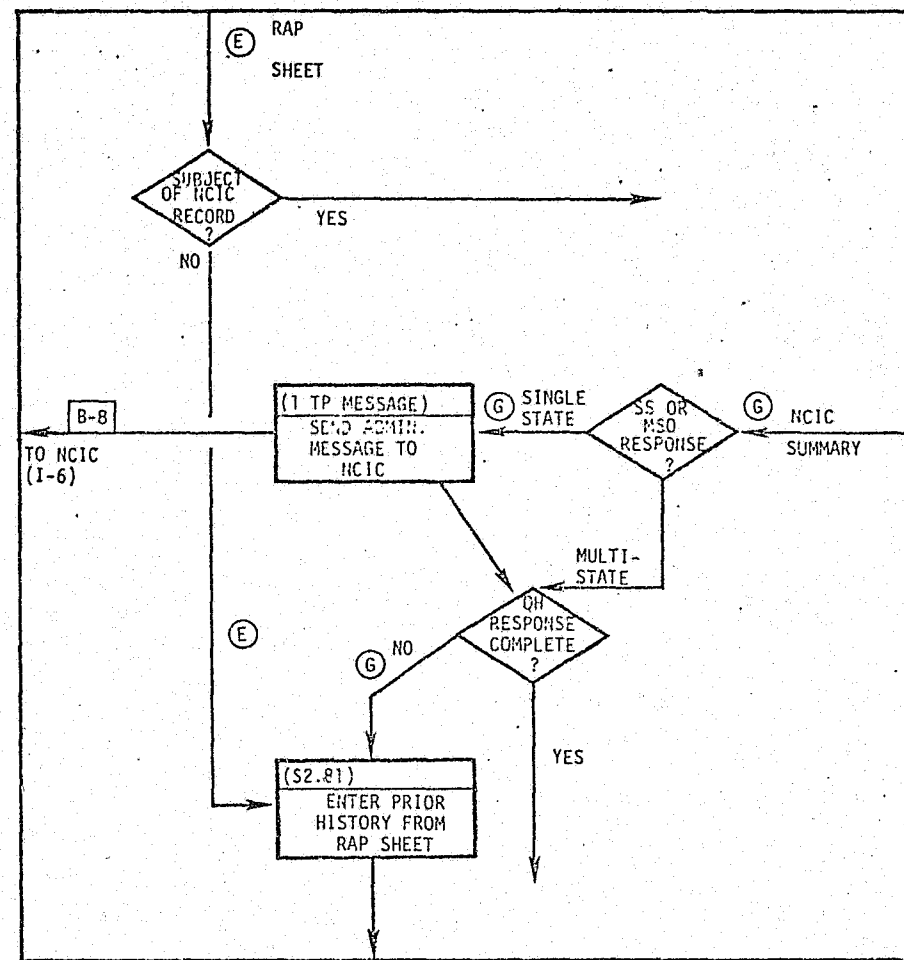 E RAP
SHEET
SUBJECT
OF NCIC
RECORD
?
YES
NO
B-8
TO NCIC
(I-6)
(1 TP MESSAGE)
SEND ADMIN.
MESSAGE TO
NCIC
G SINGLE
STATE
SS OR
MSO
RESPONSE
?
G NCIC
SUMMARY
MULTI-
STATE
QH
RESPONSE
COMPLETE
?
E
G NO
YES
($2.81)
ENTER PRIOR
HISTORY FROM
RAP SHEET